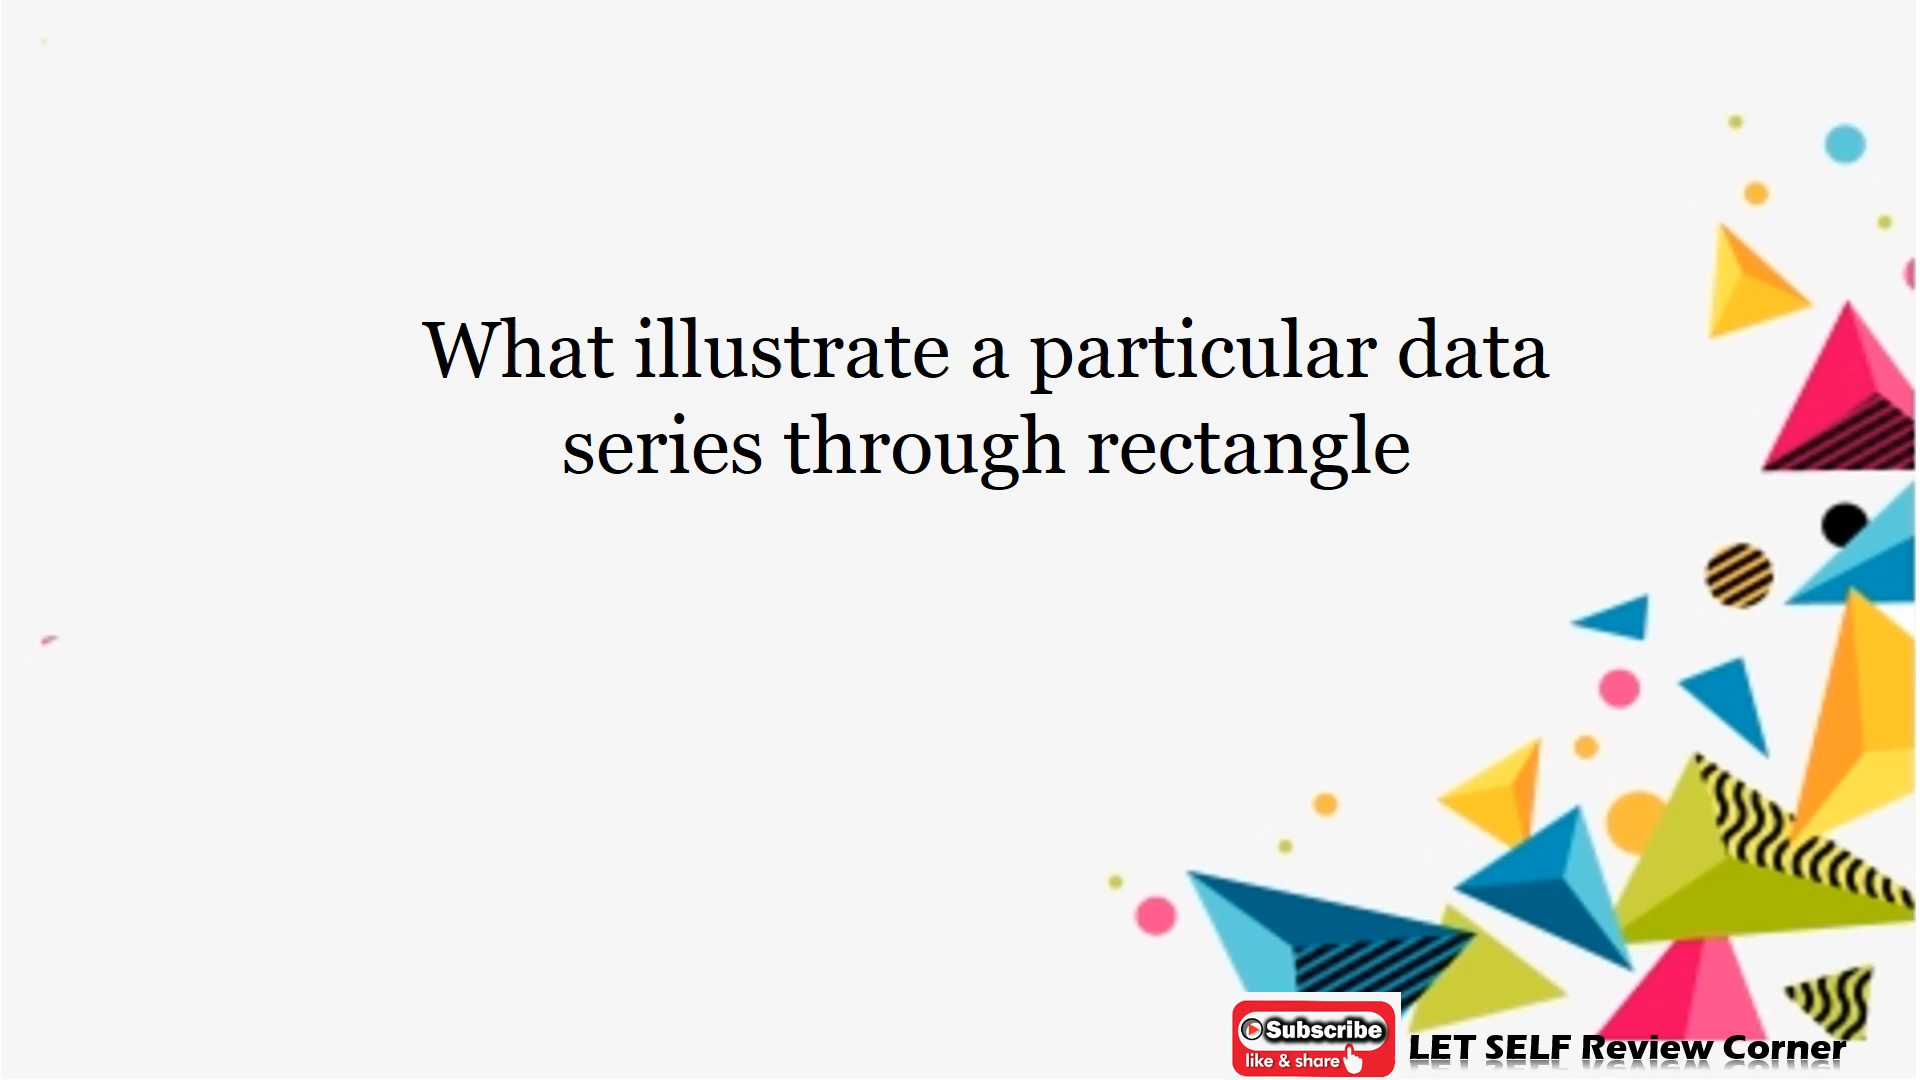 What illustrate a particular data
series through rectangle
Subscribe
like & share
LET SELF Review Corner